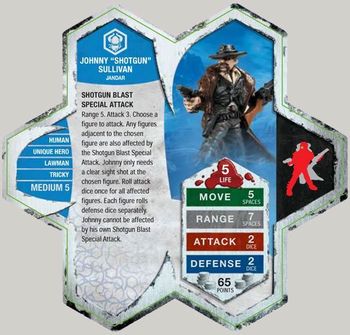 JOHNNY "SHOTGUN"
SULLIVAN
JANDAR
HUMAN
UNIQUE HERO
LAWMAN
TRICKY
MEDIUM 5
SHOTGUN BLAST
SPECIAL ATTACK
Range 5. Attack 3. Choose a
figure to attack. Any figures
adjacent to the chosen
figure are also affected by
the Shotgun Blast Special
Attack. Johnny only needs
a clear sight shot at the
chosen figure. Roll attack
dice once for all affected
figures. Each figure rolls
defense dice separately.
Johnny cannot be affected
by his own Shotgun Blast
Special Attack.
5
LIFE
MOVE 5
SPACES
RANGE 7
SPACES
ATTACK 2
DICE
DEFENSE 2
DICE
65
POINTS